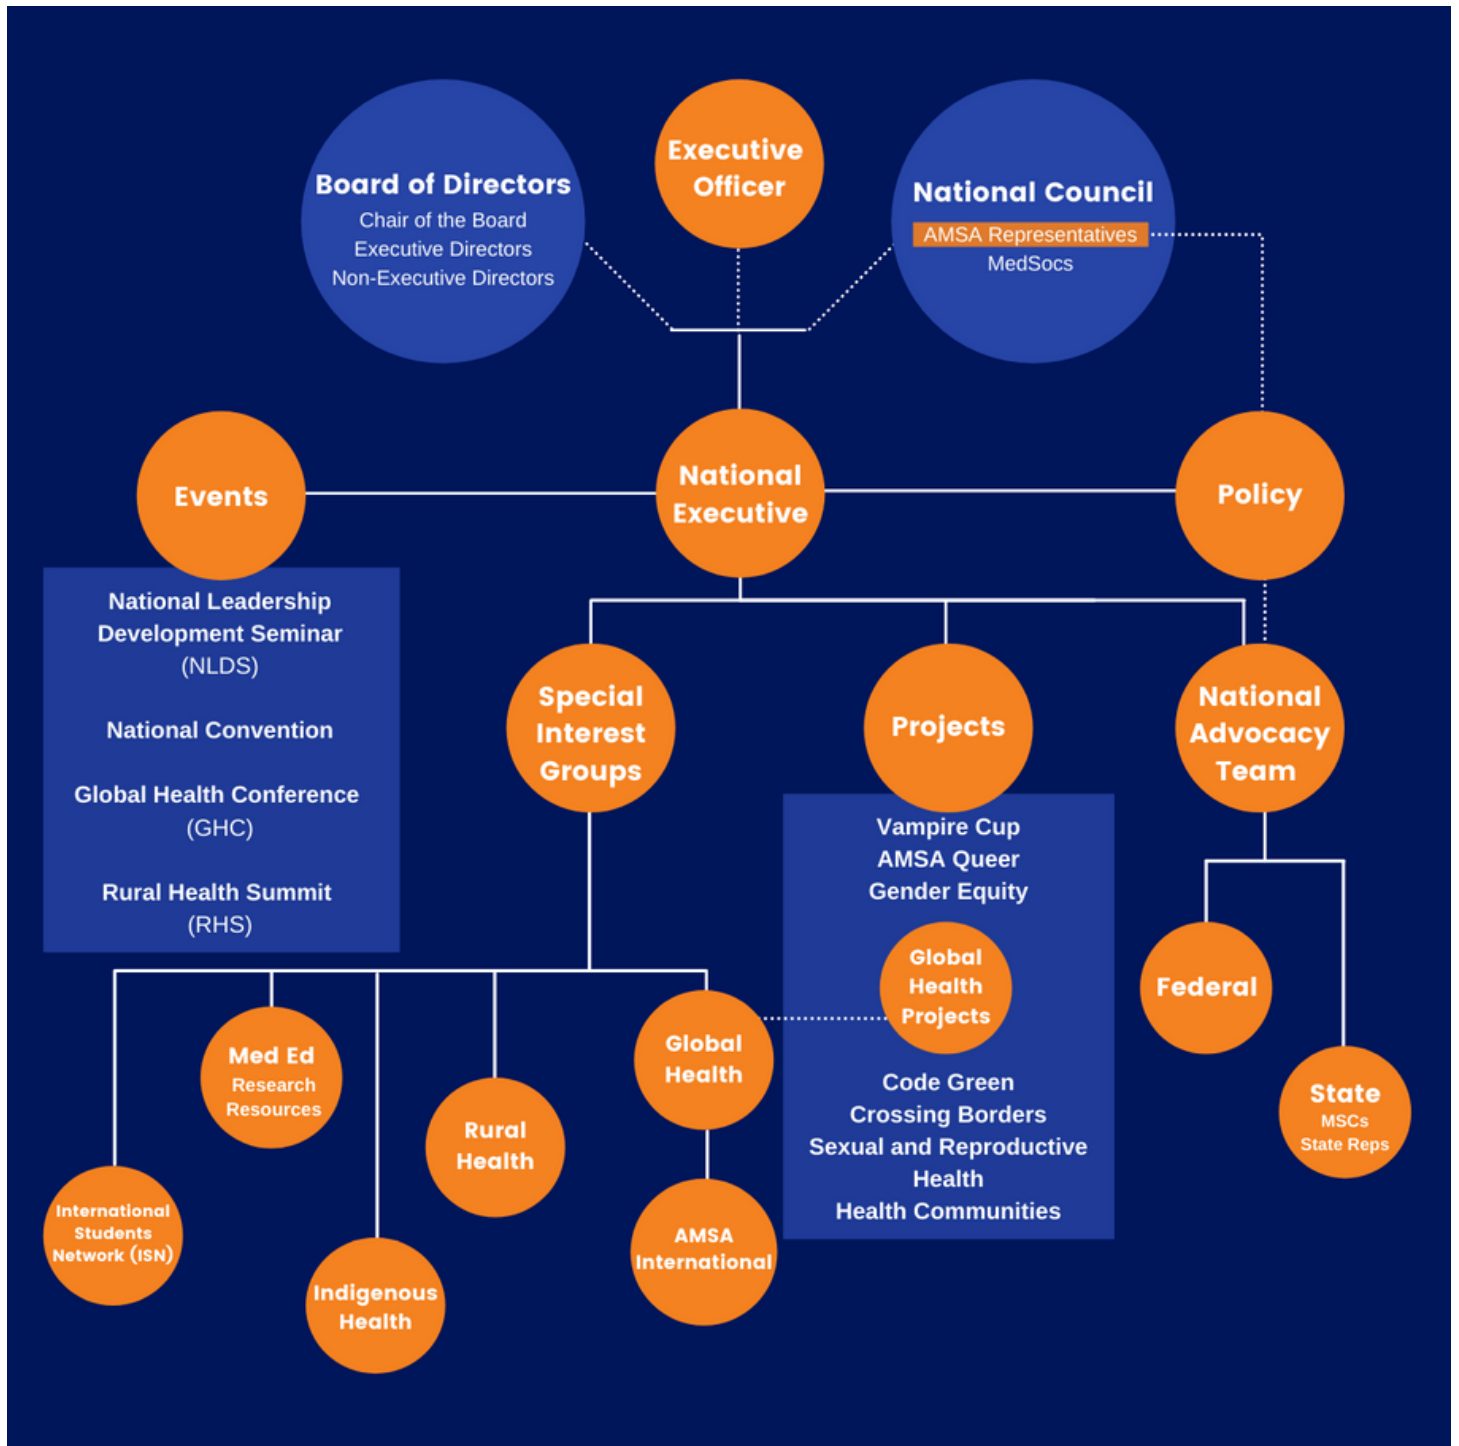 Board of Directors
Chair of the Board
Executive Directors
Non-Executive Directors
Executive
Officer
National Council
AMSA Representatives
MedSocs
Events
National
Executive
Policy
National Leadership
Development Seminar
(NLDS)
National Convention
Global Health Conference
(GHC)
Rural Health Summit
(RHS)
Special
Interest
Groups
Projects
Vampire Cup
AMSA Queer
Gender Equity
Global
Health
Projects
Code Green
Crossing Borders
Sexual and Reproductive
Health
Health Communities
National
Advocacy
Team
Federal
State
MSCs
State Reps
International
Students
Network (ISN)
Med Ed
Research
Resources
Indigenous
Health
Rural
Health
Global
Health
AMSA
International